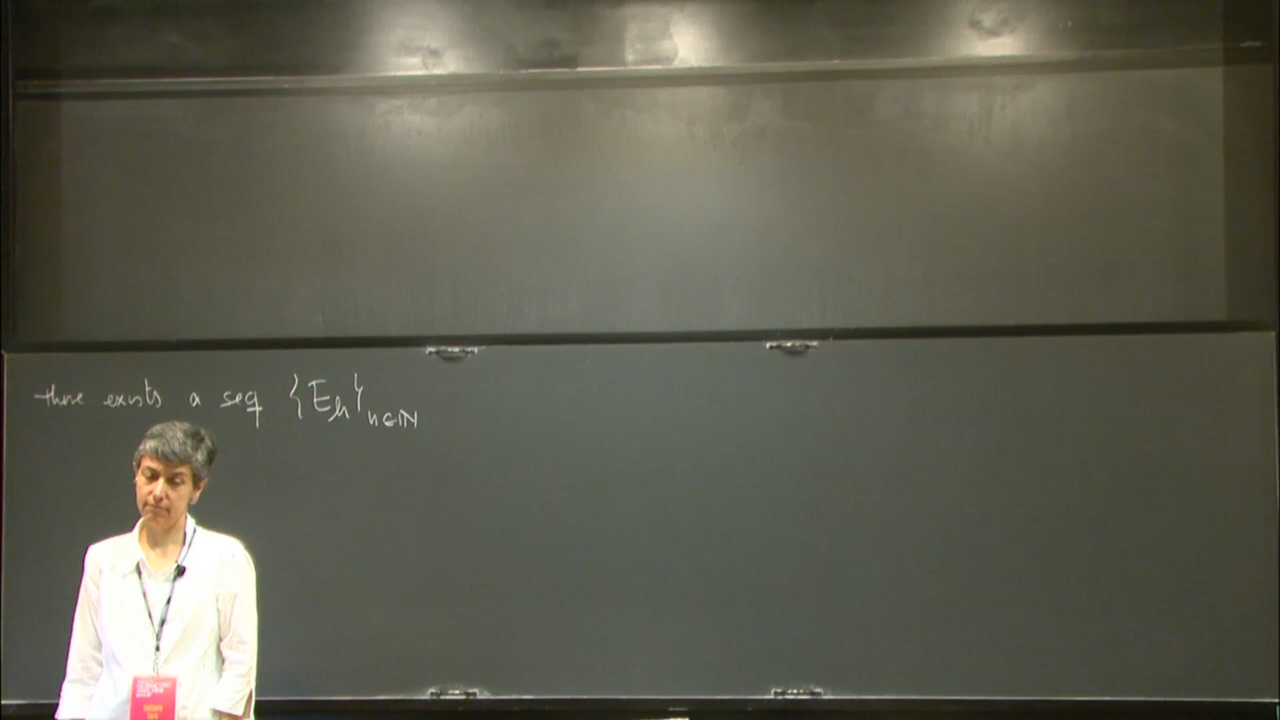 there exists a seq {E_h}_{h∈ℕ}